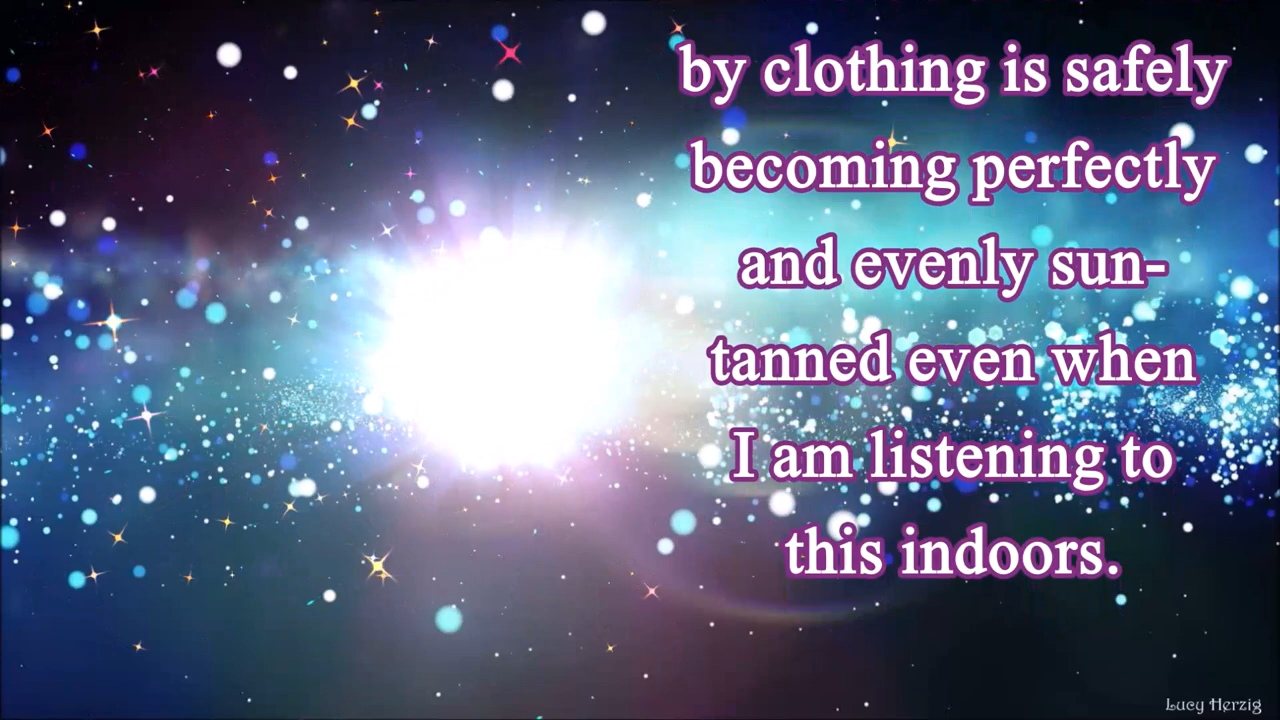 by clothing is safely
becoming perfectly
and evenly sun-
tanned even when
I am listening to
this indoors.
Lucy Herzig